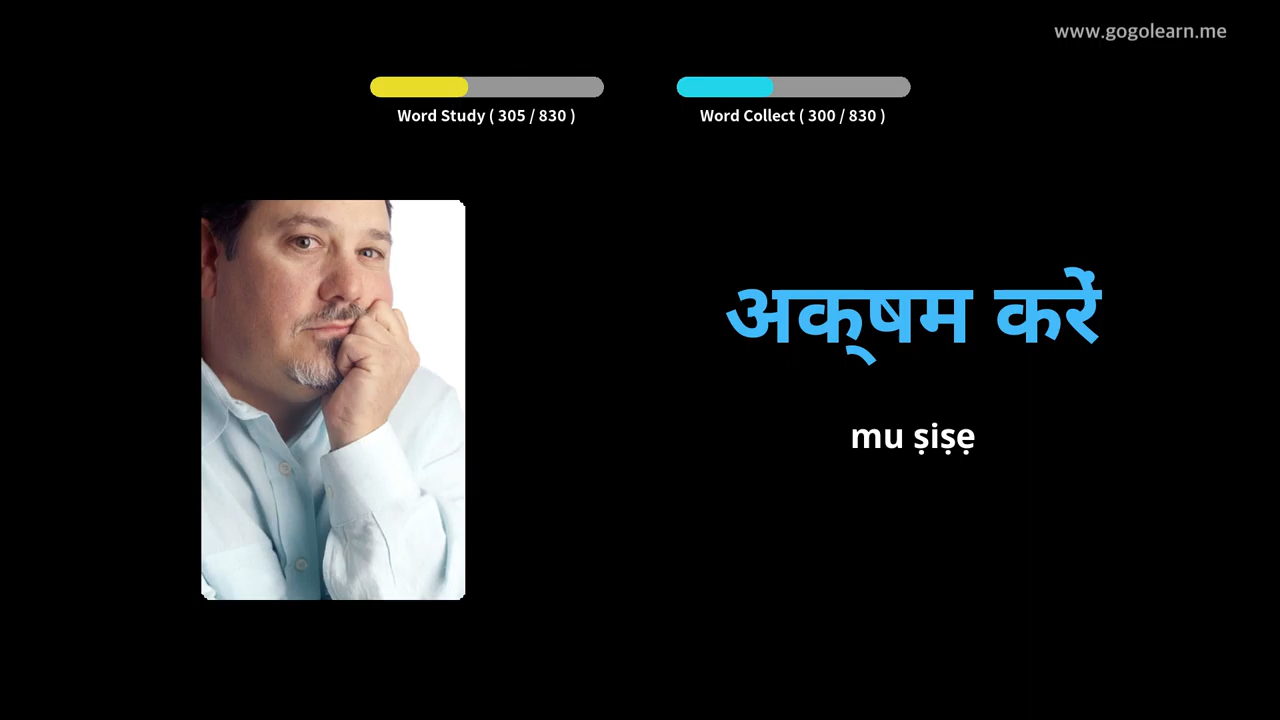 www.gogolearn.me
Word Study ( 305 / 830 )
Word Collect ( 300 / 830 )
अक्षम करें
mu ṣiṣẹ